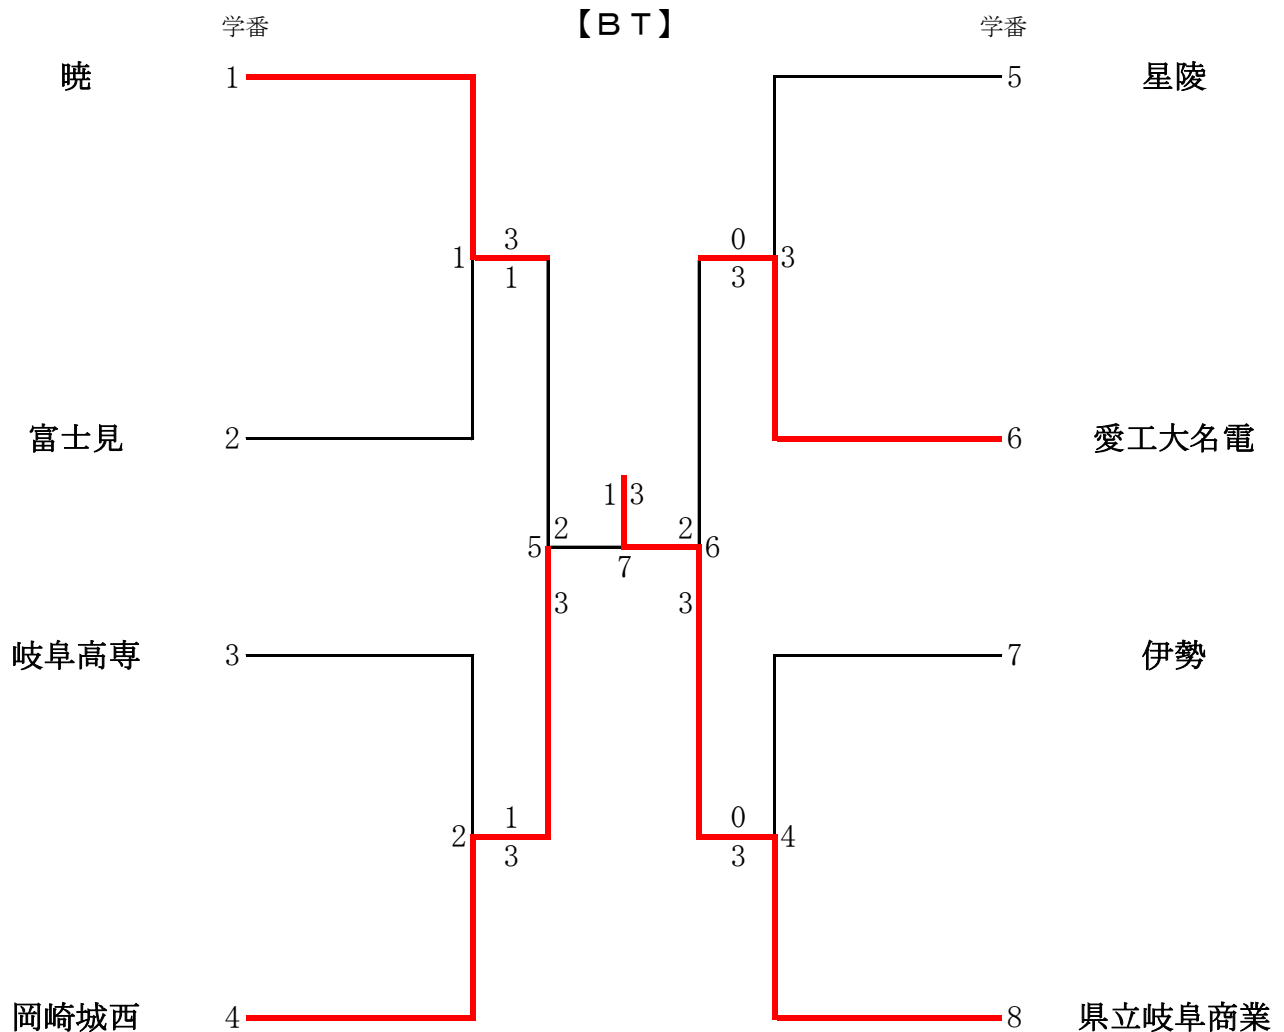 学番 【ＢＴ】 学番
暁 1 5 星陵
3 0
1 3
1 3
富士見 2 6 愛工大名電
1 3
2 2
5 6
7
3 3
岐阜高専 3 7 伊勢
1 0
2 4
3 3
岡崎城西 4 8 県立岐阜商業